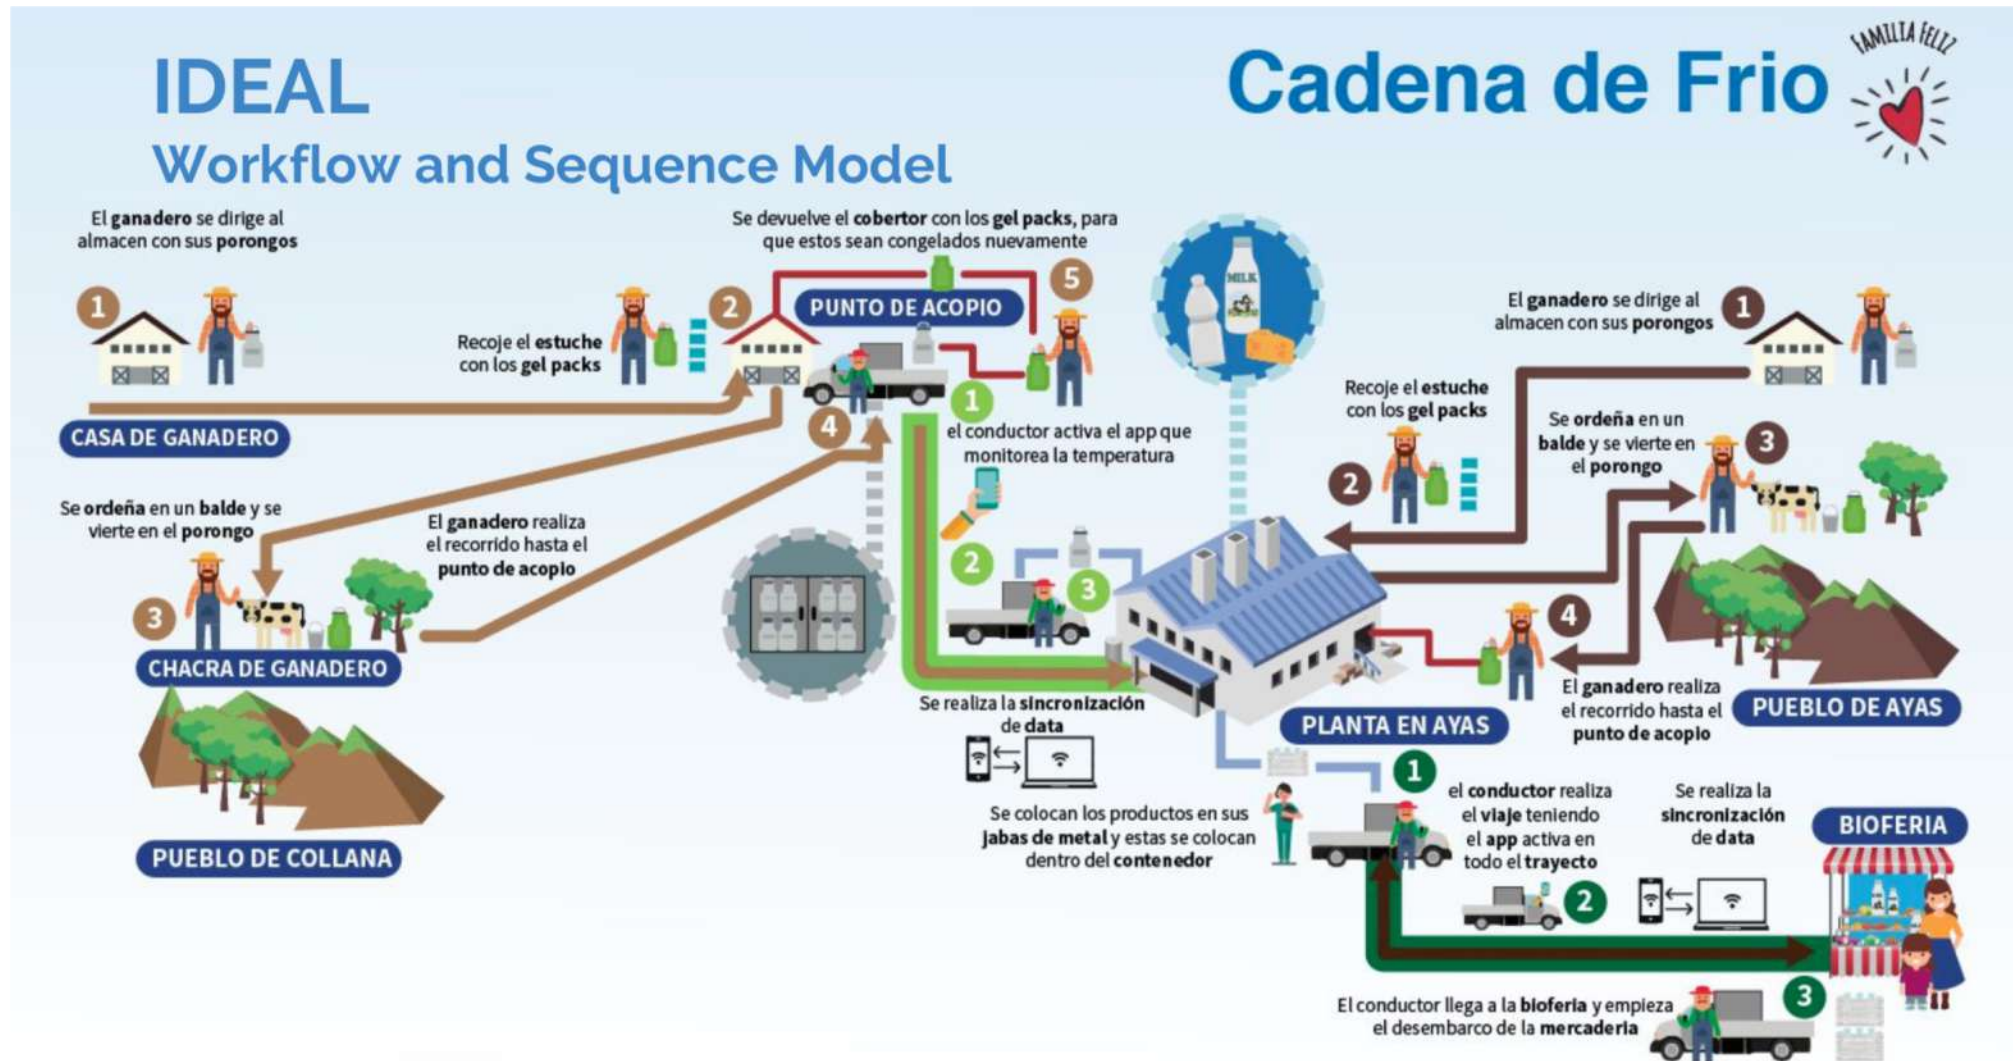 IDEAL
Workflow and Sequence Model
Cadena de Frio
FAMILIA FELIZ
El ganadero se dirige al
almacen con sus porongos
1
CASA DE GANADERO
Recoje el estuche
con los gel packs
2
Se devuelve el cobertor con los gel packs, para
que estos sean congelados nuevamente
5
PUNTO DE ACOPIO
4
Se ordeña en un balde y se
vierte en el porongo
3
CHACRA DE GANADERO
El ganadero realiza
el recorrido hasta el
punto de acopio
PUEBLO DE COLLANA
1
el conductor activa el app que
monitorea la temperatura
2
3
Se realiza la sincronización
de data
MILK
El ganadero se dirige al
almacen con sus porongos
1
Recoje el estuche
con los gel packs
2
Se ordeña en un
balde y se vierte en
el porongo
3
4
El ganadero realiza
el recorrido hasta el
punto de acopio
PUEBLO DE AYAS
PLANTA EN AYAS
Se colocan los productos en sus
jabas de metal y estas se colocan
dentro del contenedor
1
el conductor realiza
el viaje teniendo
el app activa en
todo el trayecto
2
Se realiza la
sincronización
de data
BIOFERIA
El conductor llega a la bioferia y empieza
el desembarco de la mercaderia
3